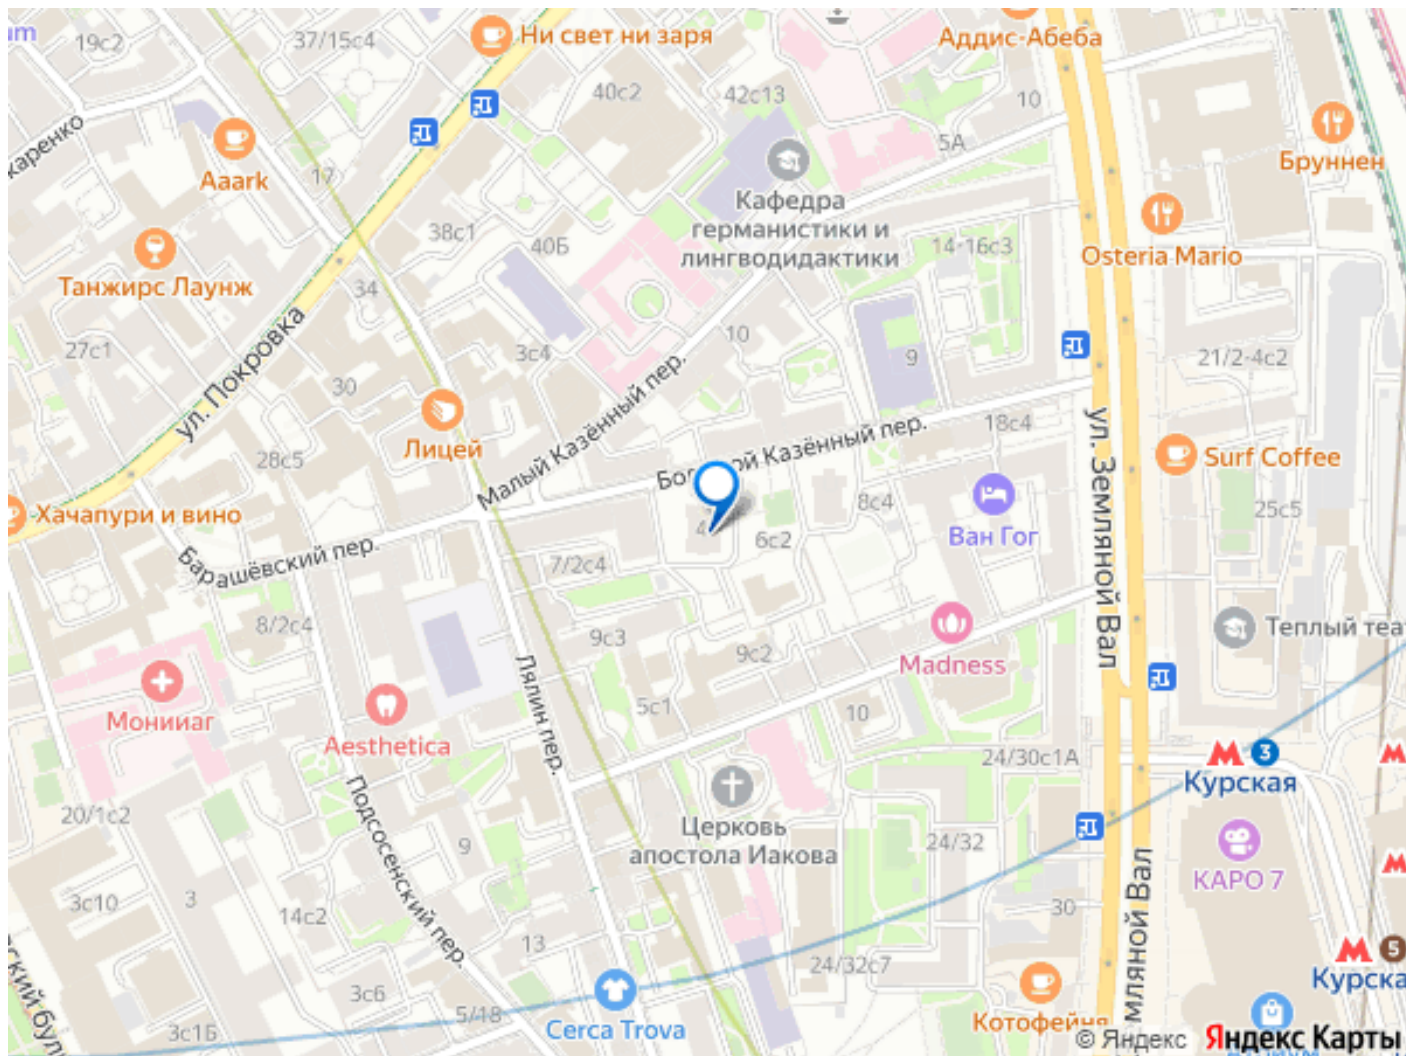 19с2
37/15с4
Ни свет ни заря
Аддис-Абеба
40с2
42с13
10
5А
Бруннен
Aaark
17
Кафедра
германистики и
лингводидактики
38с1
40Б
14-16с3
Osteria Mario
Танжирс Лаунж
34
ул. Покровка
27с1
30
3с4
10
9
21/2-4с2
Лицей
Малый Казённый пер.
18с4
ул. Земляной Вал
28с5
Surf Coffee
Хачапури и вино
8с4
25с5
Барашёвский пер.
7/2с4
6с2
Ван Гог
8/2с4
9с3
9с2
Madness
Мониаг
Aesthetica
Лялин пер.
5с1
10
24/30с1А
3
Курская
20/1с2
Подсосенский пер.
Церковь
апостола Иакова
9
24/32
КАРО 7
3с10
3
14с2
13
30
24/32с7
5
3с6
5/18
3с1Б
Cerca Trova
Котофейня
© Яндекс Яндекс Карты